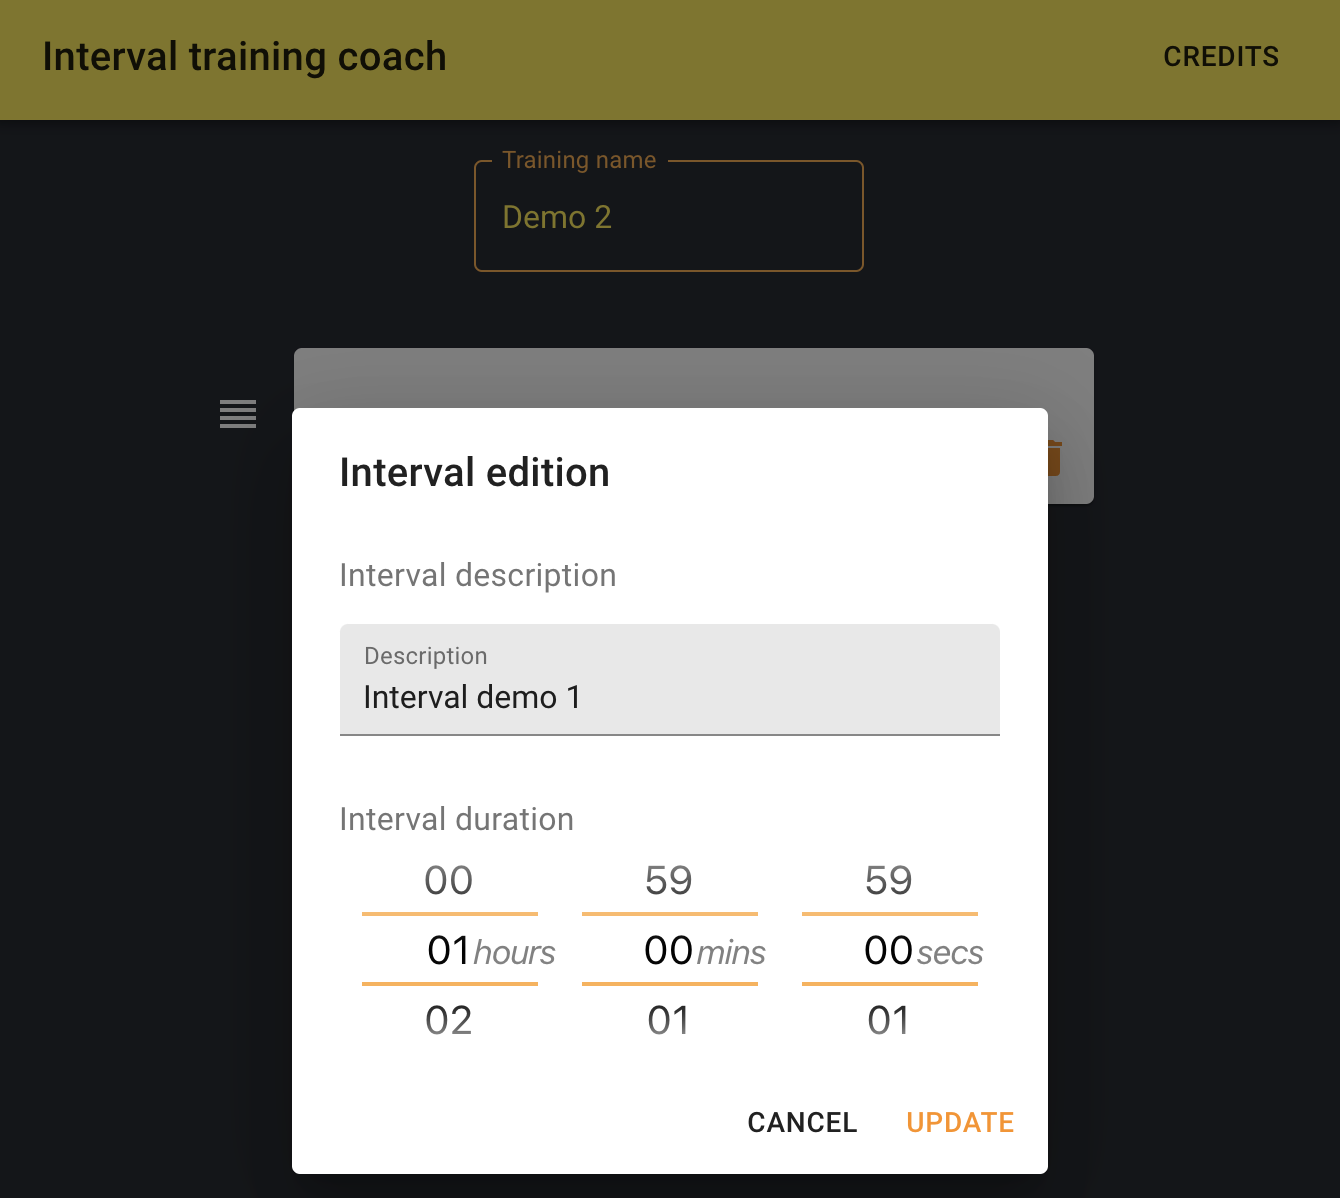 Interval training coach CREDITS
Training name
Demo 2
Interval edition
Interval description
Description
Interval demo 1
Interval duration
00 59 59
01 hours 00 mins 00 secs
02 01 01
CANCEL UPDATE